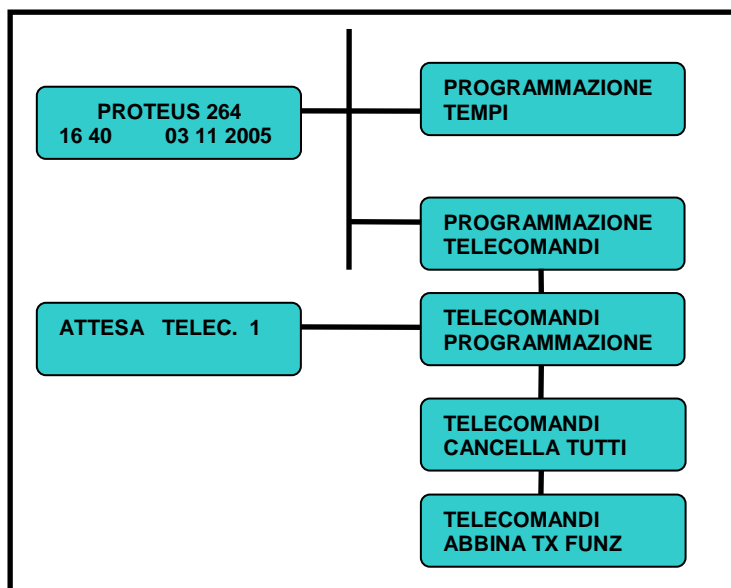 PROTEUS 264
16 40 03 11 2005
PROGRAMMAZIONE
TEMPI
PROGRAMMAZIONE
TELECOMANDI
ATTESA TELEC. 1
TELECOMANDI
PROGRAMMAZIONE
TELECOMANDI
CANCELLA TUTTI
TELECOMANDI
ABBINA TX FUNZ